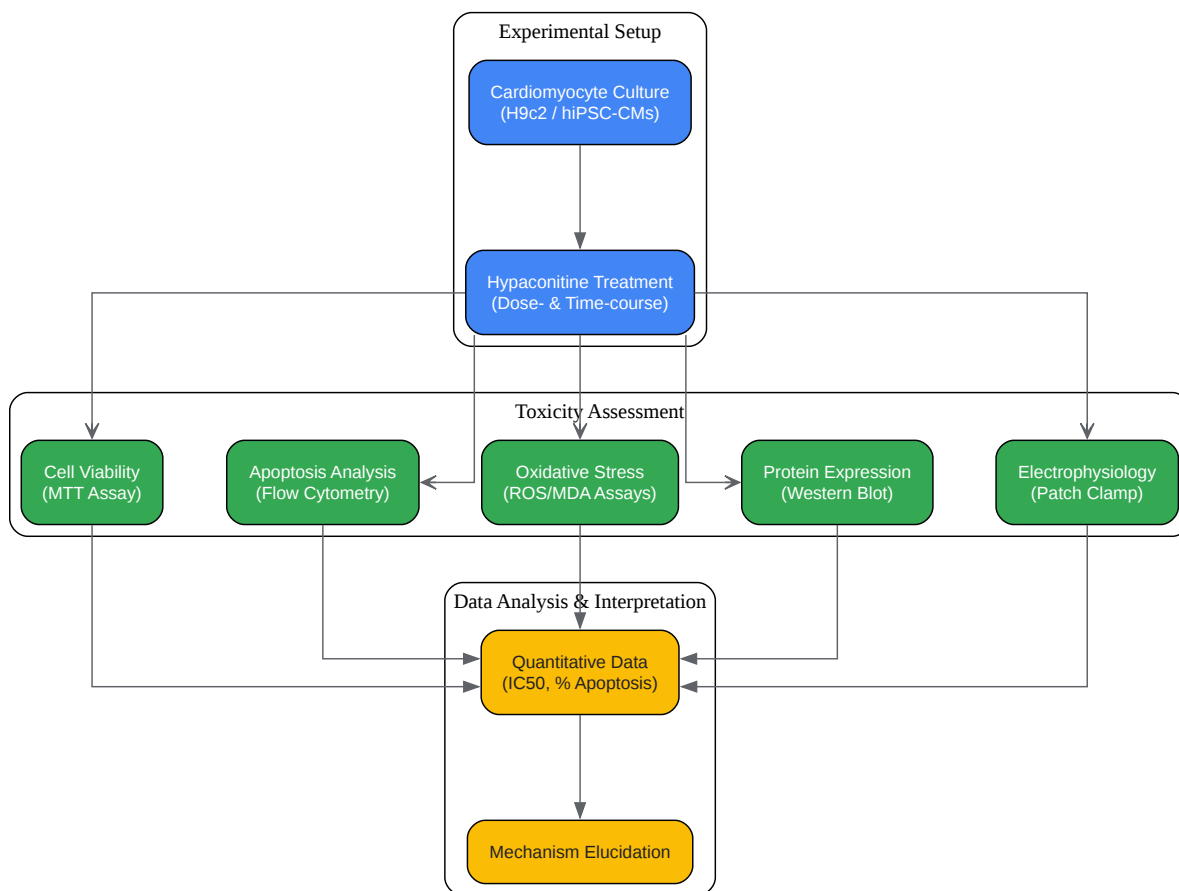 Experimental Setup
Cardiomyocyte Culture
(H9c2 / hiPSC-CMs)
Hypaconitine Treatment
(Dose- & Time-course)
Toxicity Assessment
Cell Viability
(MTT Assay)
Apoptosis Analysis
(Flow Cytometry)
Oxidative Stress
(ROS/MDA Assays)
Protein Expression
(Western Blot)
Electrophysiology
(Patch Clamp)
Data Analysis & Interpretation
Quantitative Data
(IC50, % Apoptosis)
Mechanism Elucidation